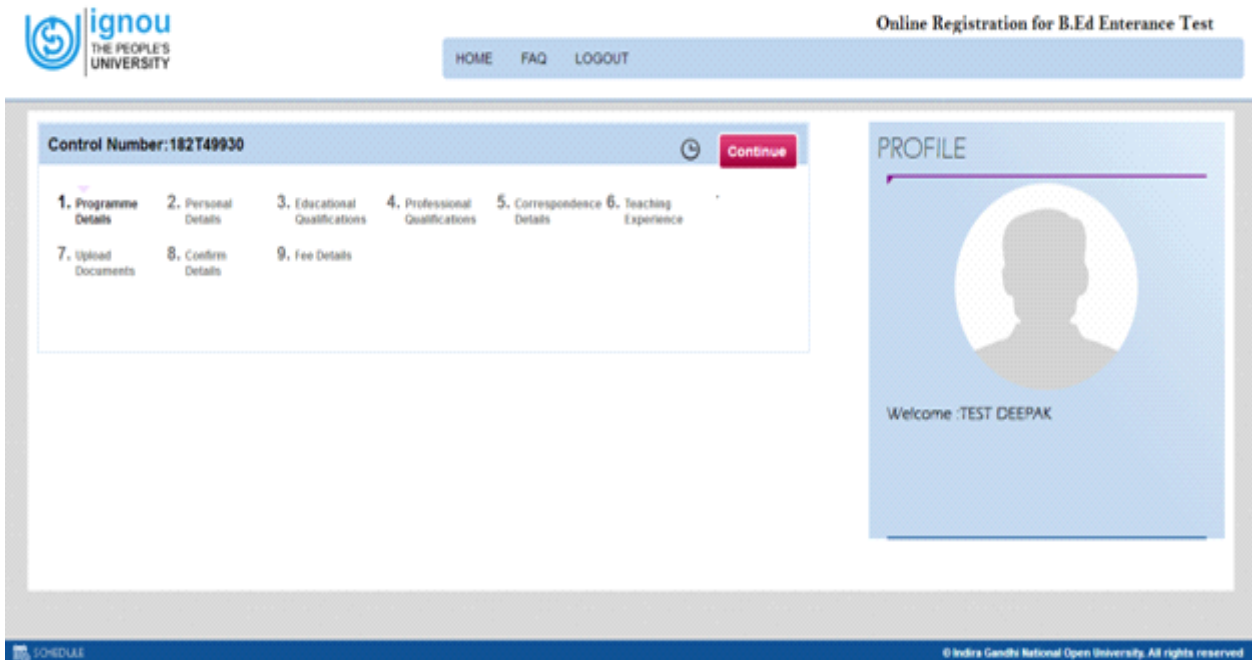 ignou
THE PEOPLE'S
UNIVERSITY
Online Registration for B.Ed Enterance Test
HOME FAQ LOGOUT
Control Number:182T49930
Continue
1. Programme Details
2. Personal Details
3. Educational Qualifications
4. Professional Qualifications
5. Correspondence Details
6. Teaching Experience
7. Upload Documents
8. Confirm Details
9. Fee Details
PROFILE
Welcome :TEST DEEPAK
SCHEDULE
© Indira Gandhi National Open University. All rights reserved